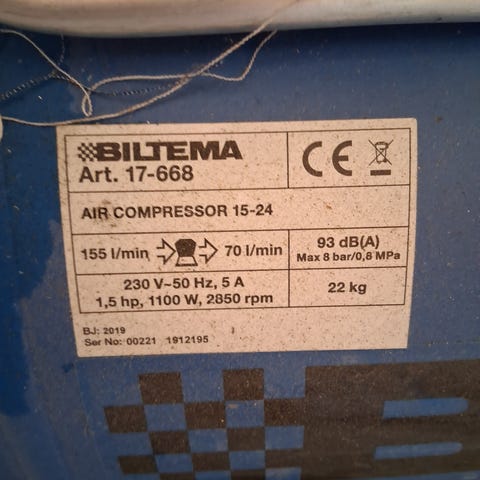 BILTEMA
Art. 17-668
CE
AIR COMPRESSOR 15-24
155 l/min 70 l/min
93 dB(A)
Max 8 bar/0,8 MPa
230 V~50 Hz, 5 A
1,5 hp, 1100 W, 2850 rpm
22 kg
BJ: 2019
Ser No: 00221 1912195